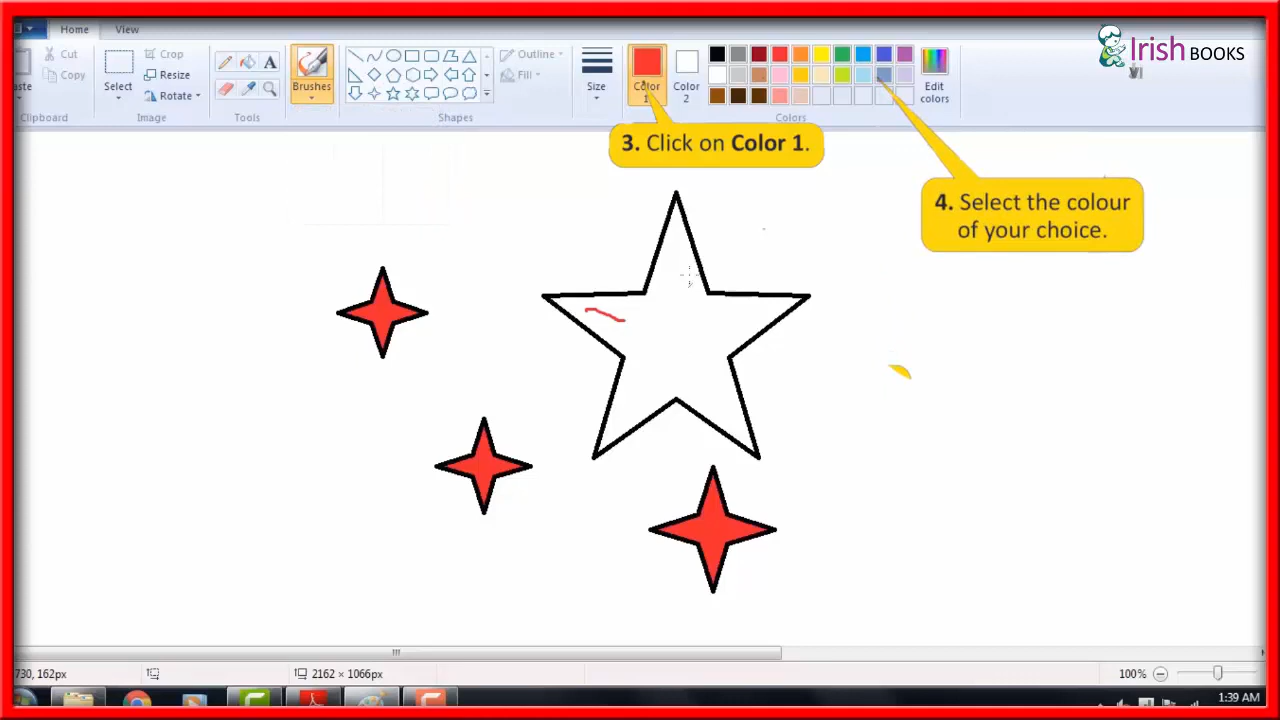 Home View
Irish BOOKS
Cut
Copy
Select
Crop
Resize
Rotate
Brushes
Outline
Fill
Size
Color
1
Color
2
Edit
colors
Clipboard
Image
Tools
Shapes
Colors
3. Click on Color 1.
4. Select the colour
of your choice.
730, 162px
2162 × 1066px
100%
1:39 AM